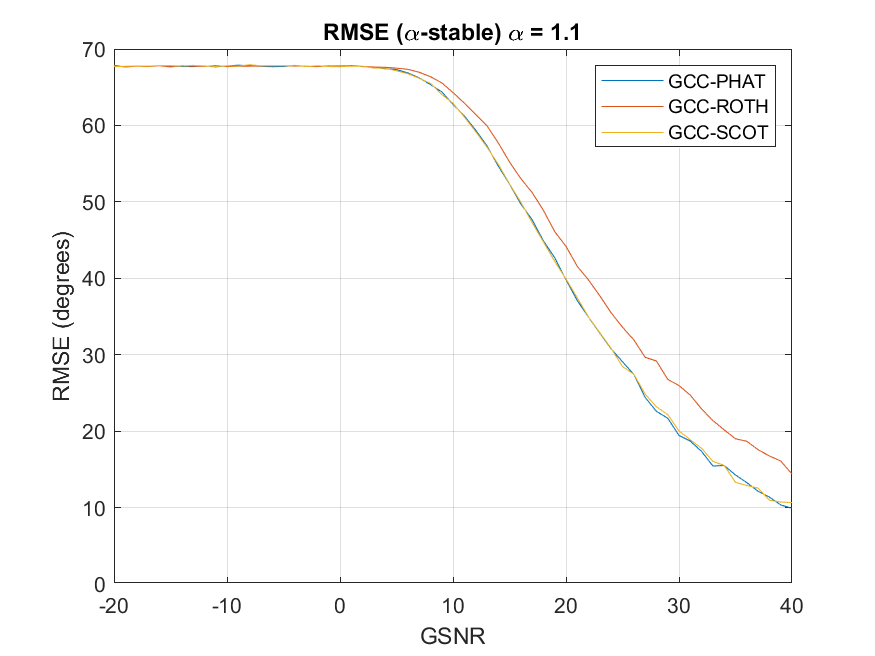 RMSE (α-stable) α = 1.1
70
60
50
40
30
20
10
0
RMSE (degrees)
GCC-PHAT
GCC-ROTH
GCC-SCOT
-20
-10
0
10
20
30
40
GSNR